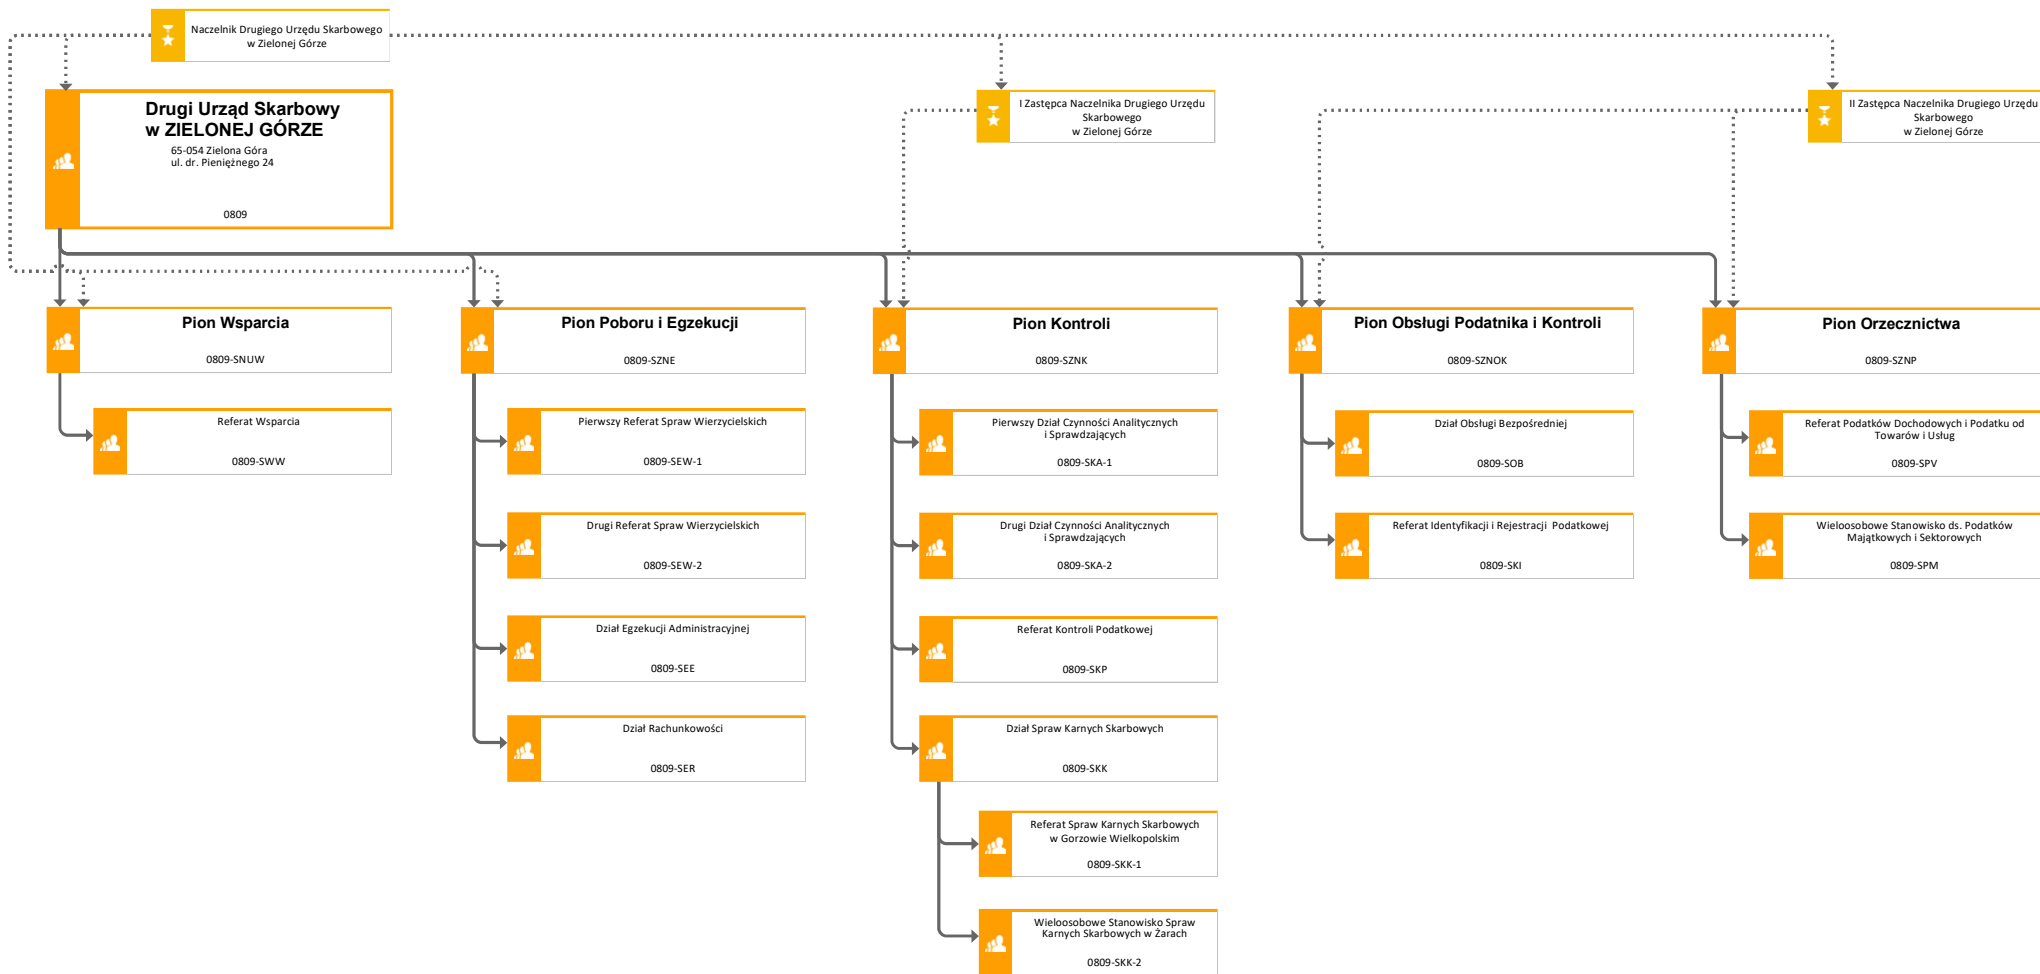 Naczelnik Drugiego Urzędu Skarbowego
w Zielonej Górze
Drugi Urząd Skarbowy
w ZIELONEJ GÓRZE
65-054 Zielona Góra
ul. dr. Pieniężnego 24
0809
I Zastępca Naczelnika Drugiego Urzędu
Skarbowego
w Zielonej Górze
II Zastępca Naczelnika Drugiego Urzędu
Skarbowego
w Zielonej Górze
Pion Wsparcia
0809-SNUW
Referat Wsparcia
0809-SWW
Pion Poboru i Egzekucji
0809-SZNE
Pierwszy Referat Spraw Wierzycielskich
0809-SEW-1
Drugi Referat Spraw Wierzycielskich
0809-SEW-2
Dział Egzekucji Administracyjnej
0809-SEE
Dział Rachunkowości
0809-SER
Pion Kontroli
0809-SZNK
Pierwszy Dział Czynności Analitycznych
i Sprawdzających
0809-SKA-1
Drugi Dział Czynności Analitycznych
i Sprawdzających
0809-SKA-2
Referat Kontroli Podatkowej
0809-SKP
Dział Spraw Karnych Skarbowych
0809-SKK
Referat Spraw Karnych Skarbowych
w Gorzowie Wielkopolskim
0809-SKK-1
Wieloosobowe Stanowisko Spraw
Karnych Skarbowych w Żarach
0809-SKK-2
Pion Obsługi Podatnika i Kontroli
0809-SZNOK
Dział Obsługi Bezpośredniej
0809-SOB
Referat Identyfikacji i Rejestracji Podatkowej
0809-SKI
Pion Orzecznictwa
0809-SZNP
Referat Podatków Dochodowych i Podatku od
Towarów i Usług
0809-SPV
Wieloosobowe Stanowisko ds. Podatków
Majątkowych i Sektorowych
0809-SPM